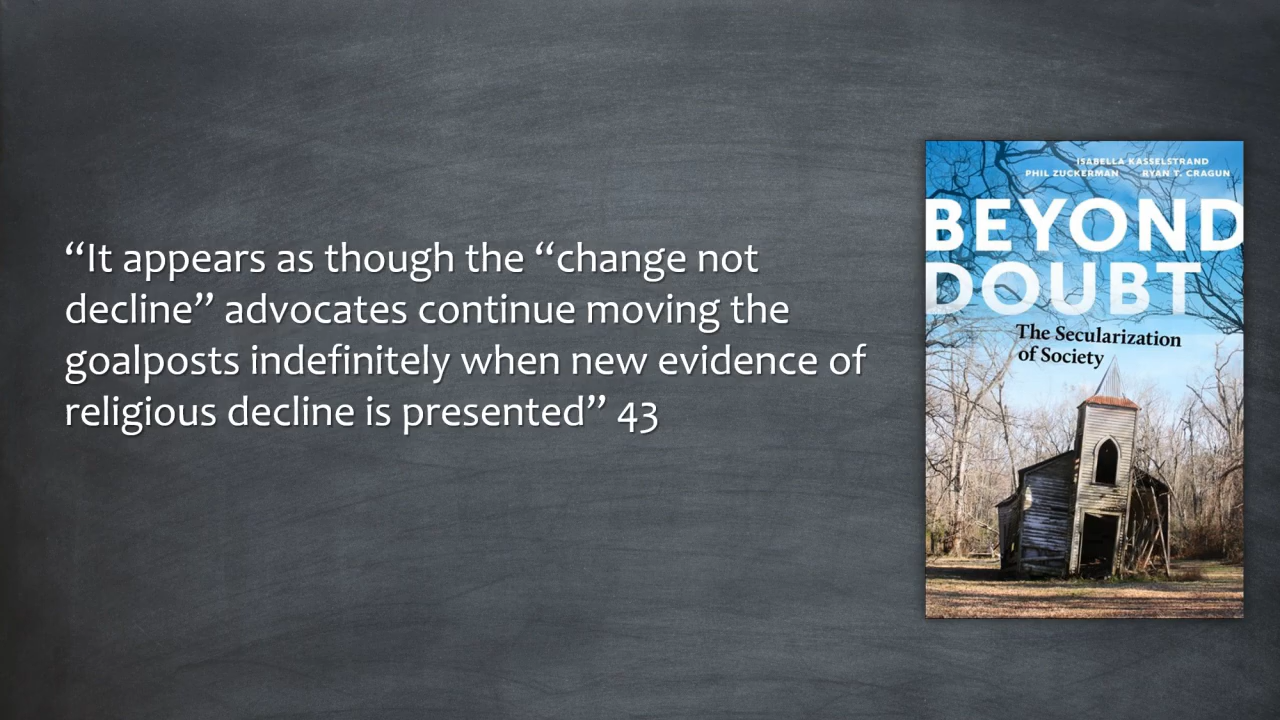 “It appears as though the “change not
decline” advocates continue moving the
goalposts indefinitely when new evidence of
religious decline is presented” 43
ISABELLA KASSELSTRAND
PHIL ZUCKERMAN RYAN T. CRAGUN
BEYOND
DOUBT
The Secularization
of Society